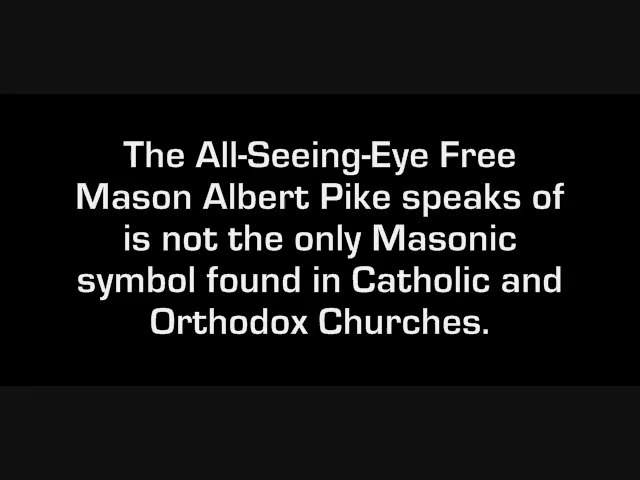 The All-Seeing-Eye Free
Mason Albert Pike speaks of
is not the only Masonic
symbol found in Catholic and
Orthodox Churches.